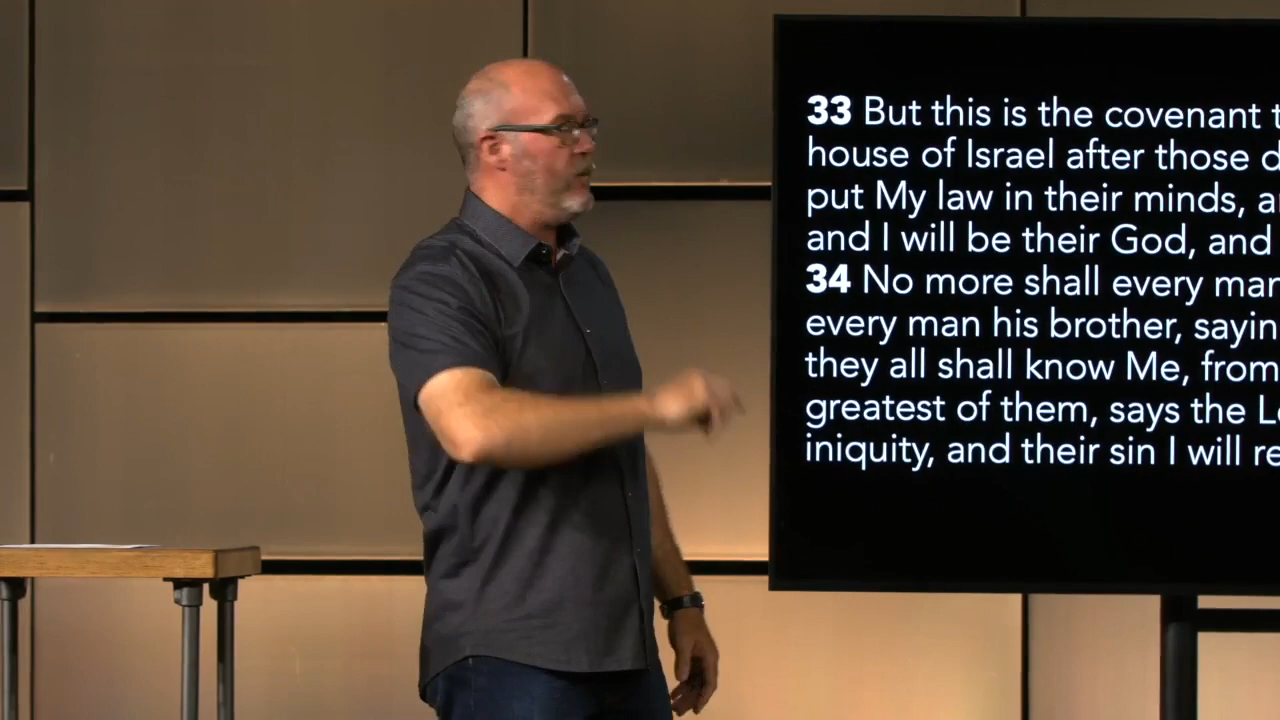 33 But this is the covenant
house of Israel after those
put My law in their minds,
and I will be their God, and
34 No more shall every
every man his brother,
they all shall know Me, from
greatest of them, says the
iniquity, and their sin I will